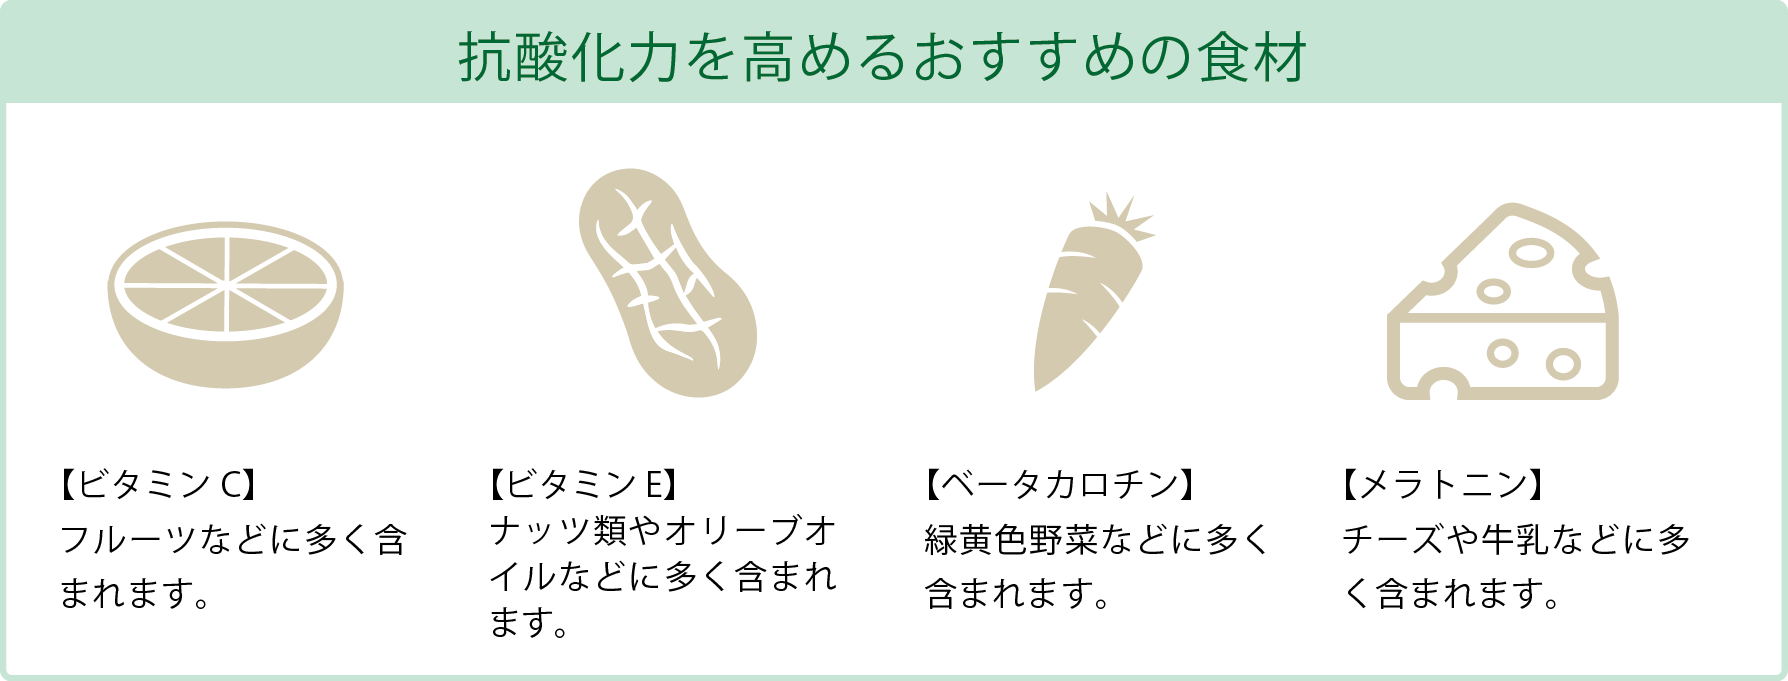 抗酸化力を高めるおすすめの食材
【ビタミン C】
フルーツなどに多く含
まれます。
【ビタミン E】
ナッツ類やオリーブオ
イルなどに多く含まれ
ます。
【ベータカロチン】
緑黄色野菜などに多く
含まれます。
【メラトニン】
チーズや牛乳などに多
く含まれます。